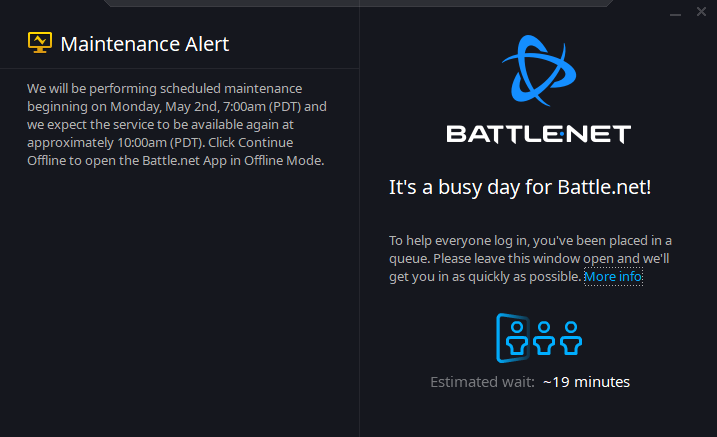 Maintenance Alert
We will be performing scheduled maintenance
beginning on Monday, May 2nd, 7:00am (PDT) and
we expect the service to be available again at
approximately 10:00am (PDT). Click Continue
Offline to open the Battle.net App in Offline Mode.
BATTLE.NET
It's a busy day for Battle.net!
To help everyone log in, you've been placed in a
queue. Please leave this window open and we'll
get you in as quickly as possible. More info
Estimated wait: ~19 minutes